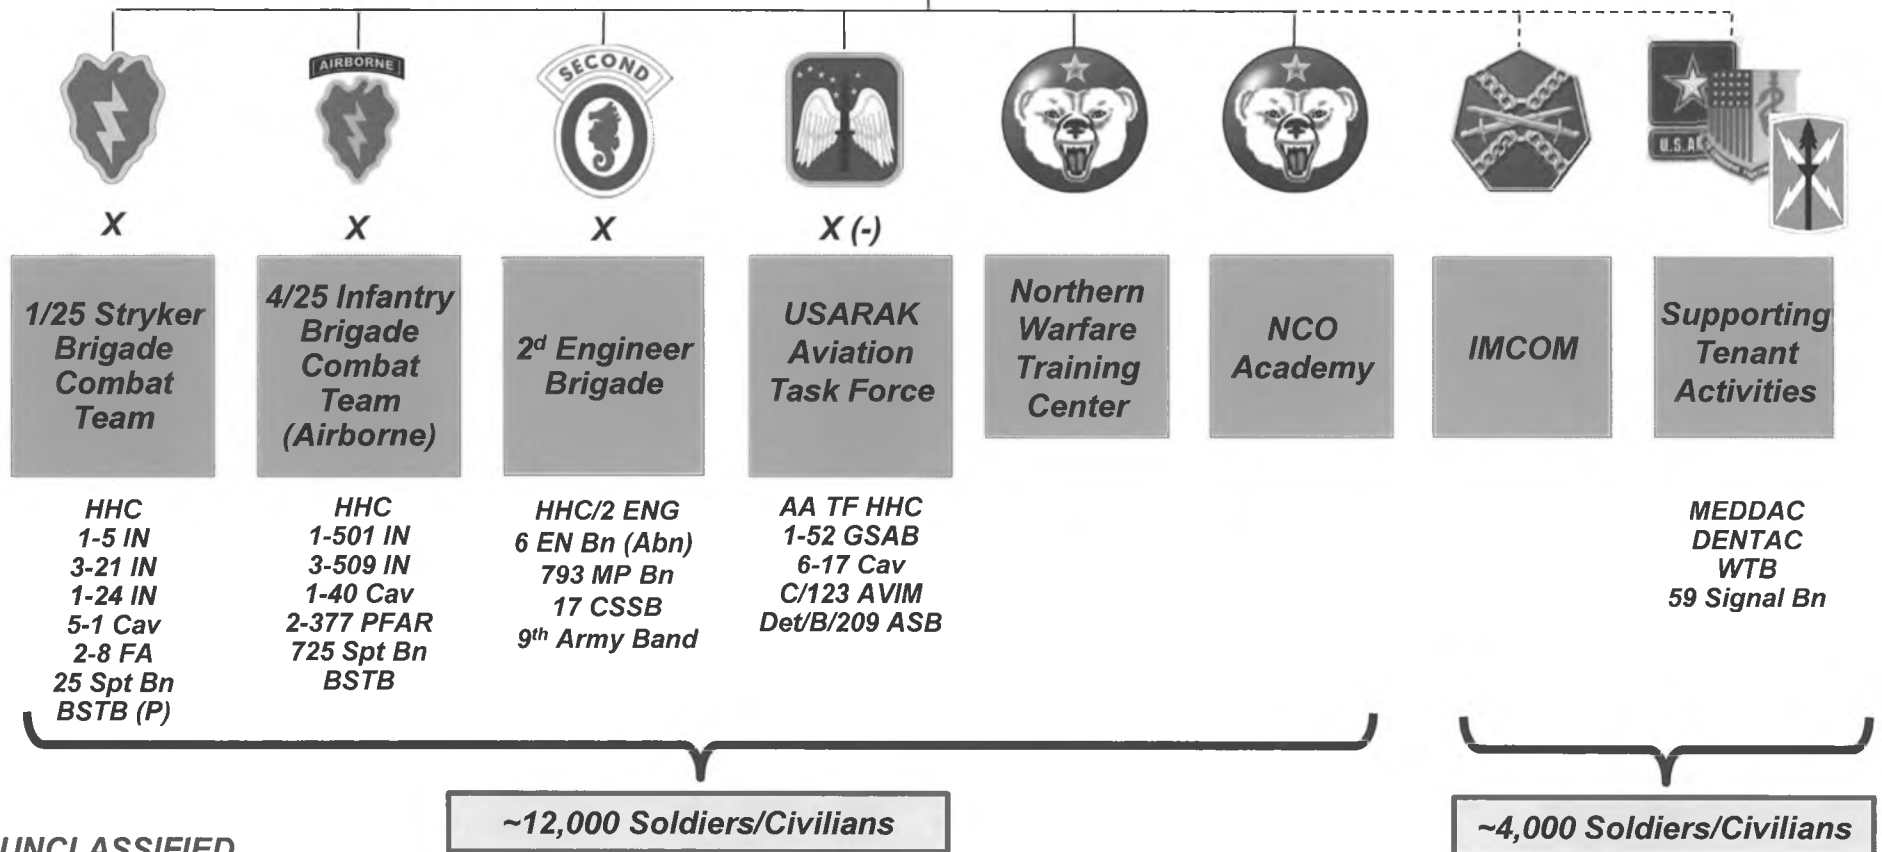 AIRBORNE
SECOND
U.S.AR
X
X
X
X (-)
1/25 Stryker
Brigade
Combat
Team
4/25 Infantry
Brigade
Combat
Team
(Airborne)
2d Engineer
Brigade
USARAK
Aviation
Task Force
Northern
Warfare
Training
Center
NCO
Academy
IMCOM
Supporting
Tenant
Activities
HHC
1-5 IN
3-21 IN
1-24 IN
5-1 Cav
2-8 FA
25 Spt Bn
BSTB (P)
HHC
1-501 IN
3-509 IN
1-40 Cav
2-377 PFAR
725 Spt Bn
BSTB
HHC/2 ENG
6 EN Bn (Abn)
793 MP Bn
17 CSSB
9th Army Band
AA TF HHC
1-52 GSAB
6-17 Cav
C/123 AVIM
Det/B/209 ASB
MEDDAC
DENTAC
WTB
59 Signal Bn
~12,000 Soldiers/Civilians
~4,000 Soldiers/Civilians
UNCLASSIFIED